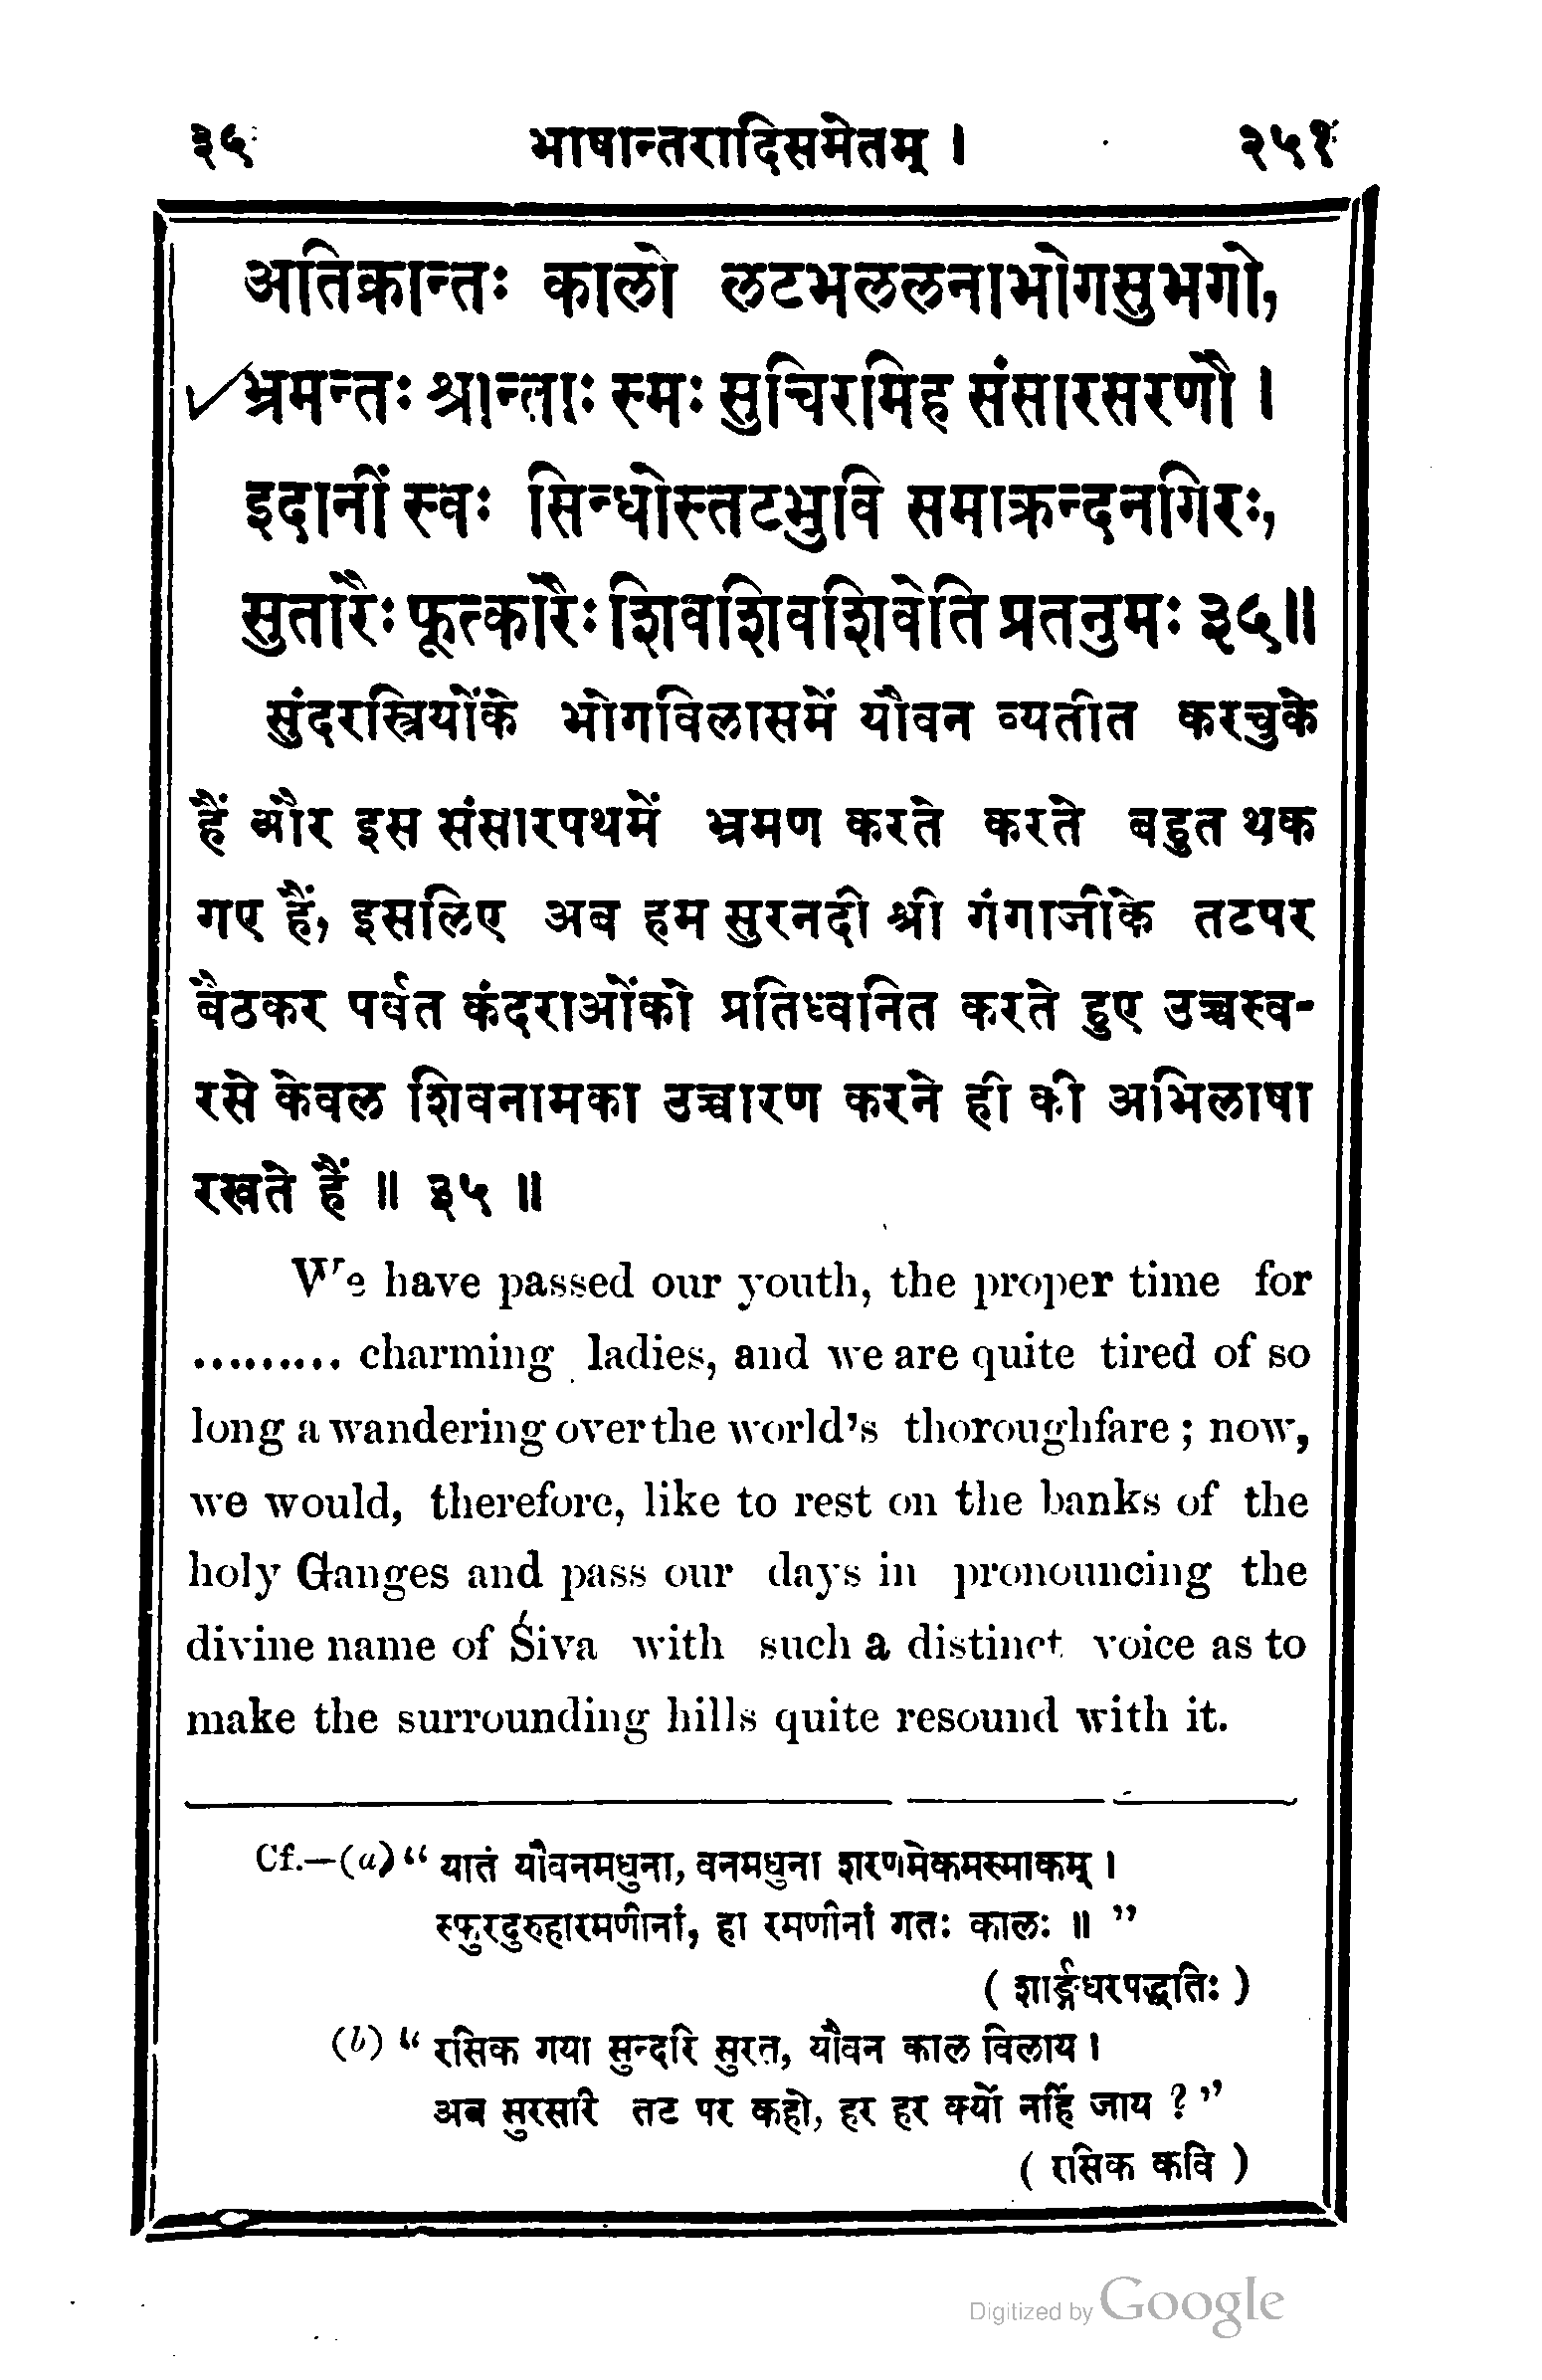 ३५ भाषान्तरादिसमेतम् । २५१
अतिक्रान्तः कालो लटभललनाभोगसुभगो,
भ्रमन्तः श्रान्ताः स्मः सुचिरमिह संसारसरणौ ।
इदानीं स्वः सिन्धोस्तटभुवि समाक्रन्दनगिरः,
सुतारैः फूत्कारैः शिवशिवशिवेति प्रतनुमः ३५॥
सुंदरस्त्रियोंके भोगविलासमें यौवन व्यतीत करचुके
हैं और इस संसारपथमें भ्रमण करते करते बहुत थक
गए हैं, इसलिए अब हम सुरनदी श्री गंगाजीके तटपर
बैठकर पर्वत कंदराओंको प्रतिध्वनित करते हुए उच्चस्व-
रसे केवल शिवनामका उच्चारण करने ही की अभिलाषा
रखते हैं ॥ ३५ ॥
We have passed our youth, the proper time for
......... charming ladies, and we are quite tired of so
long a wandering over the world's thoroughfare ; now,
we would, therefore, like to rest on the banks of the
holy Ganges and pass our days in pronouncing the
divine name of Śiva with such a distinct voice as to
make the surrounding hills quite resound with it.
Cf.—(a) “ यातं यौवनमधुना, वनमधुना शरणमेकमस्माकम् ।
स्फुरदुरुहारमणीनां, हा रमणीनां गतः कालः ॥ ”
( शार्ङ्गधरपद्धतिः )
(b) “ रसिक गया सुन्दरि सुरत, यौवन काल विलाय ।
अब सुरसरि तट पर कहो, हर हर क्यों नहिं जाय ? ”
( रसिक कवि )
Digitized by Google